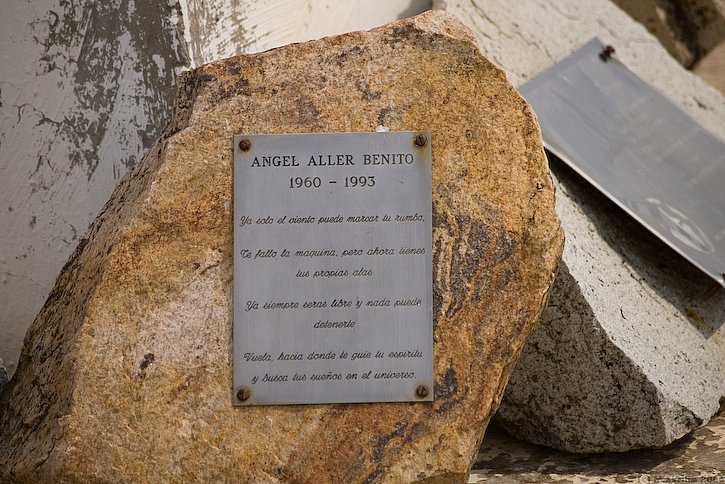 ANGEL ALLER BENITO
1960 - 1993
Ya solo el viento puede marcar tu rumbo,
Te fallo la maquina, pero ahora tienes
tus propias alas
Ya siempre seras libre y nada puede
detenerte
Vuela, hacia donde te guie tu espiritu
y busca tus sueños en el universo.